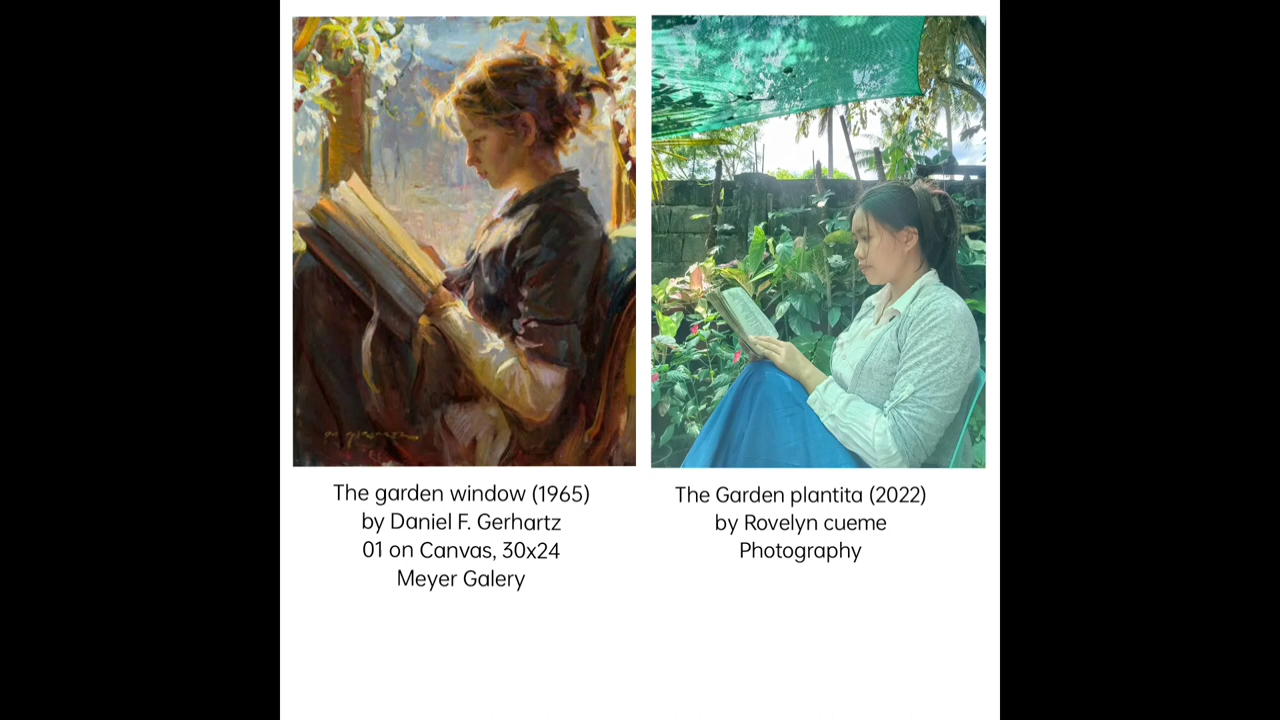 The garden window (1965)
by Daniel F. Gerhartz
01 on Canvas, 30x24
Meyer Galery
The Garden plantita (2022)
by Rovelyn cueme
Photography